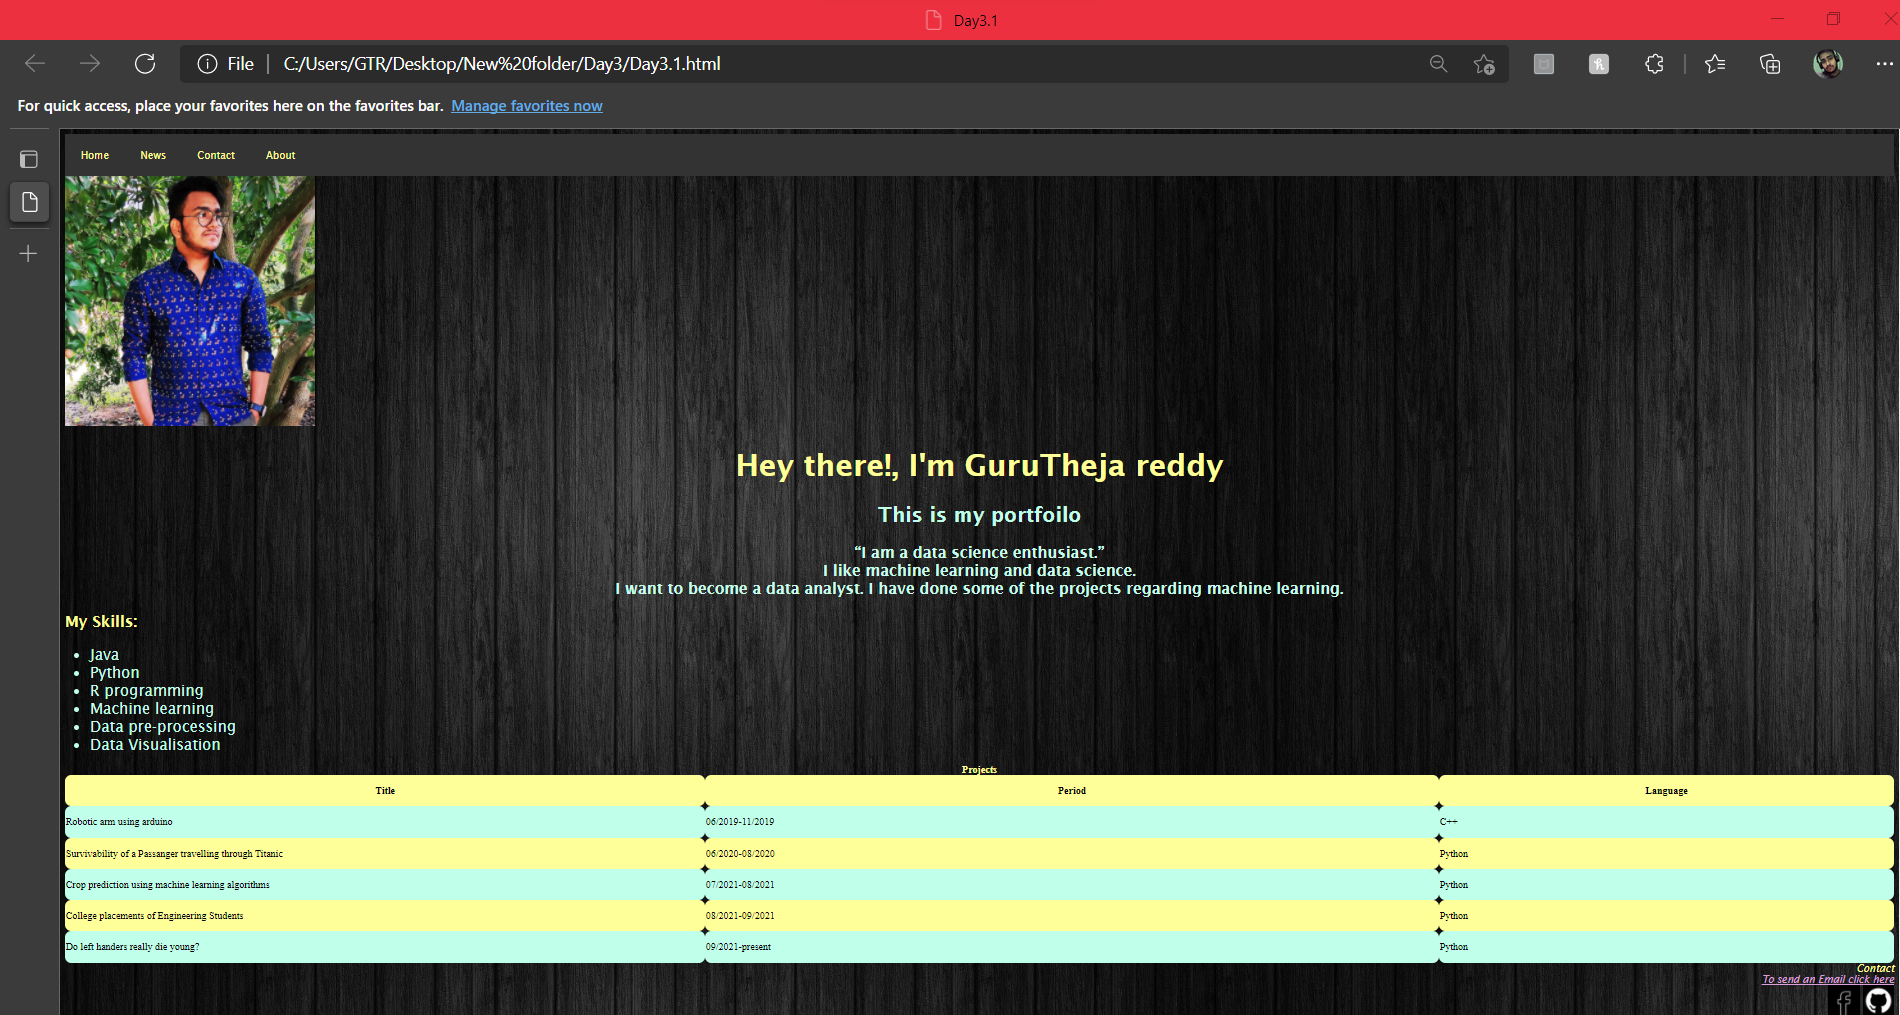 Day3.1
File
C:/Users/GTR/Desktop/New%20folder/Day3/Day3.1.html
For quick access, place your favorites here on the favorites bar. Manage favorites now
Home News Contact About
Hey there!, I'm GuruTheja reddy
This is my portfoilo
“I am a data science enthusiast.”
I like machine learning and data science.
I want to become a data analyst. I have done some of the projects regarding machine learning.
My Skills:
Java
Python
R programming
Machine learning
Data pre-processing
Data Visualisation
Projects
Title Period Language
Robotic arm using arduino 06/2019-11/2019 C++
Survivability of a Passanger travelling through Titanic 06/2020-08/2020 Python
Crop prediction using machine learning algorithms 07/2021-08/2021 Python
College placements of Engineering Students 08/2021-09/2021 Python
Do left handers really die young? 09/2021-present Python
Contact
To send an Email click here